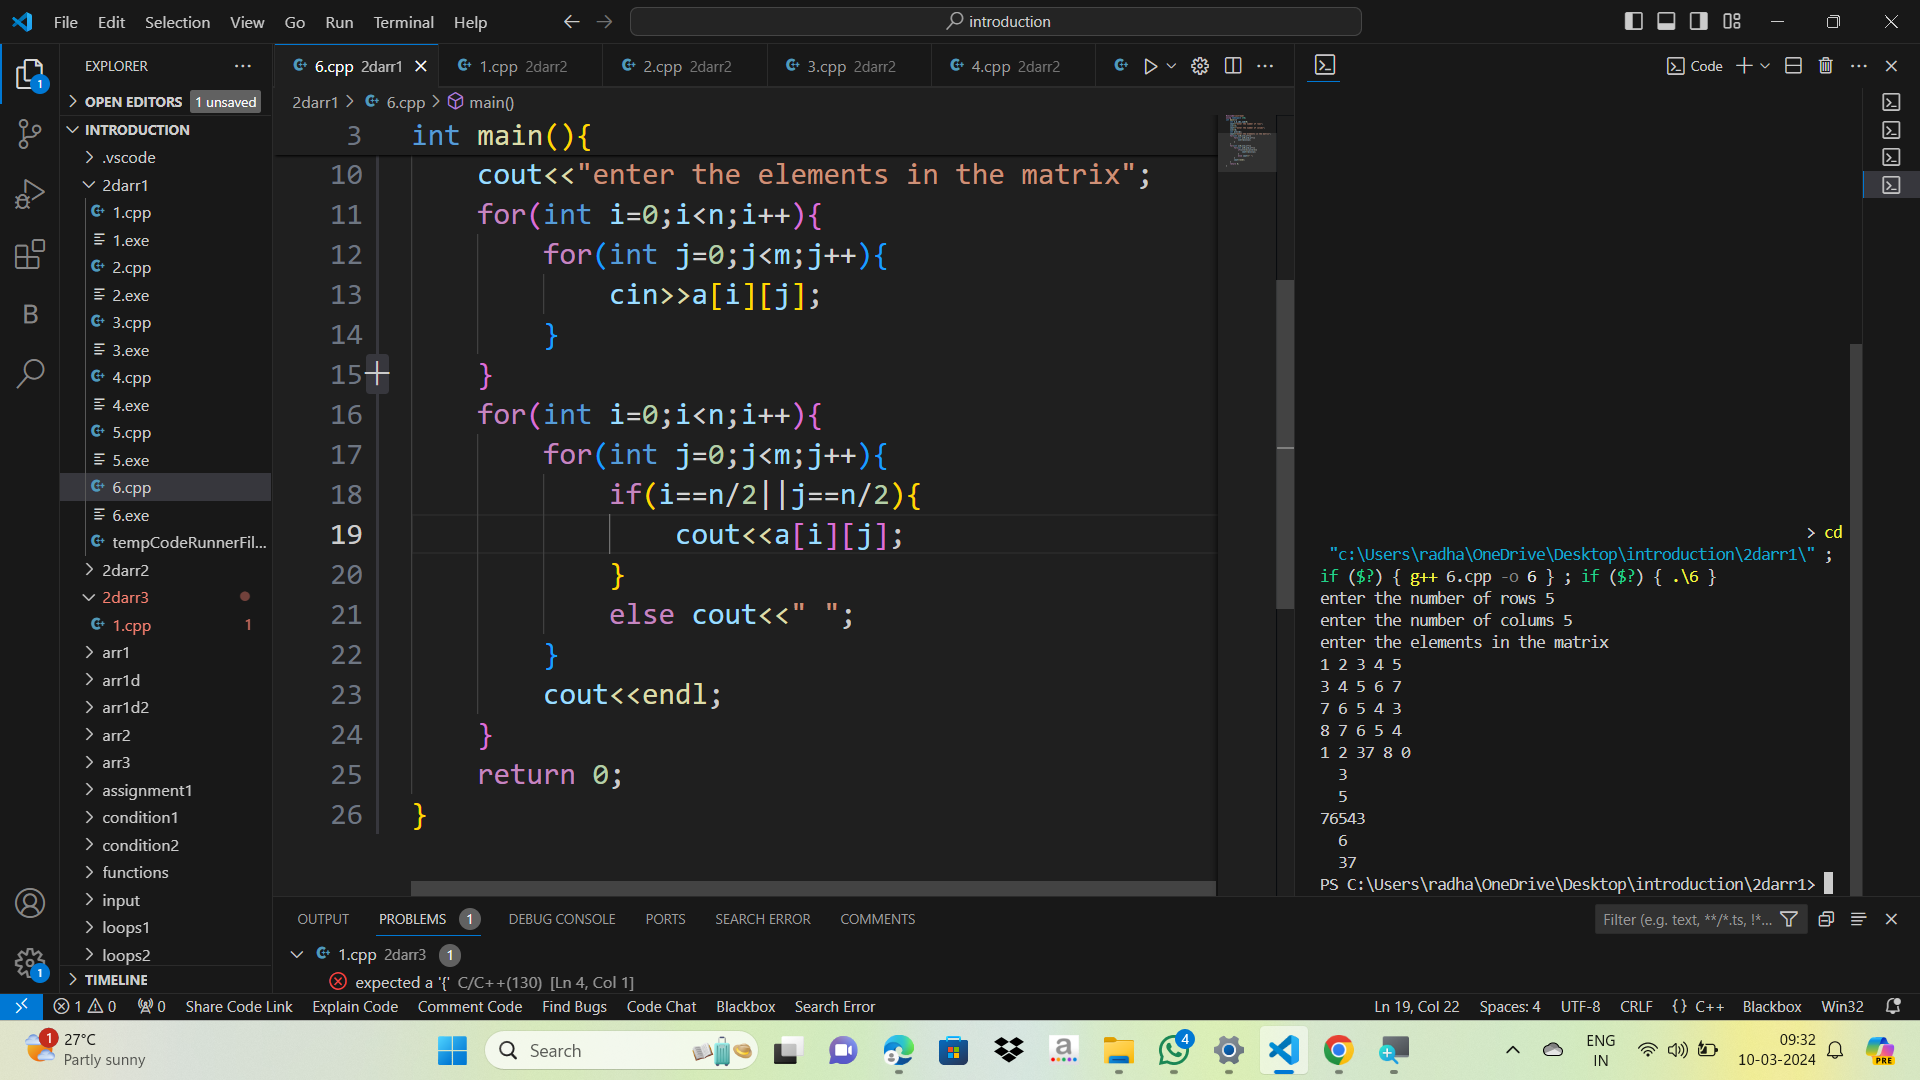 File Edit Selection View Go Run Terminal Help
introduction
EXPLORER
OPEN EDITORS 1 unsaved
INTRODUCTION
.vscode
2darr1
1.cpp
1.exe
2.cpp
2.exe
3.cpp
3.exe
4.cpp
4.exe
5.cpp
5.exe
6.cpp
6.exe
tempCodeRunnerFil...
2darr2
2darr3
1.cpp 1
arr1
arr1d
arr1d2
arr2
arr3
assignment1
condition1
condition2
functions
input
loops1
loops2
TIMELINE
6.cpp 2darr1
1.cpp 2darr2
2.cpp 2darr2
3.cpp 2darr2
4.cpp 2darr2
2darr1 > 6.cpp > main()
3 int main(){
10 cout<<"enter the elements in the matrix";
11 for(int i=0;i<n;i++){
12 for(int j=0;j<m;j++){
13 cin>>a[i][j];
14 }
15 }
16 for(int i=0;i<n;i++){
17 for(int j=0;j<m;j++){
18 if(i==n/2||j==n/2){
19 cout<<a[i][j];
20 }
21 else cout<<" ";
22 }
23 cout<<endl;
24 }
25 return 0;
26 }
Code
> cd
"c:\Users\radha\OneDrive\Desktop\introduction\2darr1\" ;
if ($?) { g++ 6.cpp -o 6 } ; if ($?) { .\6 }
enter the number of rows 5
enter the number of colums 5
enter the elements in the matrix
1 2 3 4 5
3 4 5 6 7
7 6 5 4 3
8 7 6 5 4
1 2 37 8 0
3
5
76543
6
37
PS C:\Users\radha\OneDrive\Desktop\introduction\2darr1>
OUTPUT PROBLEMS 1 DEBUG CONSOLE PORTS SEARCH ERROR COMMENTS
Filter (e.g. text, **/*.ts, !*...
1.cpp 2darr3 1
expected a '{' C/C++(130) [Ln 4, Col 1]
1 0 0 Share Code Link Explain Code Comment Code Find Bugs Code Chat Blackbox Search Error
Ln 19, Col 22 Spaces: 4 UTF-8 CRLF {} C++ Blackbox Win32
1 27°C
Partly sunny
Search
4
ENG
IN
09:32
10-03-2024
PRE